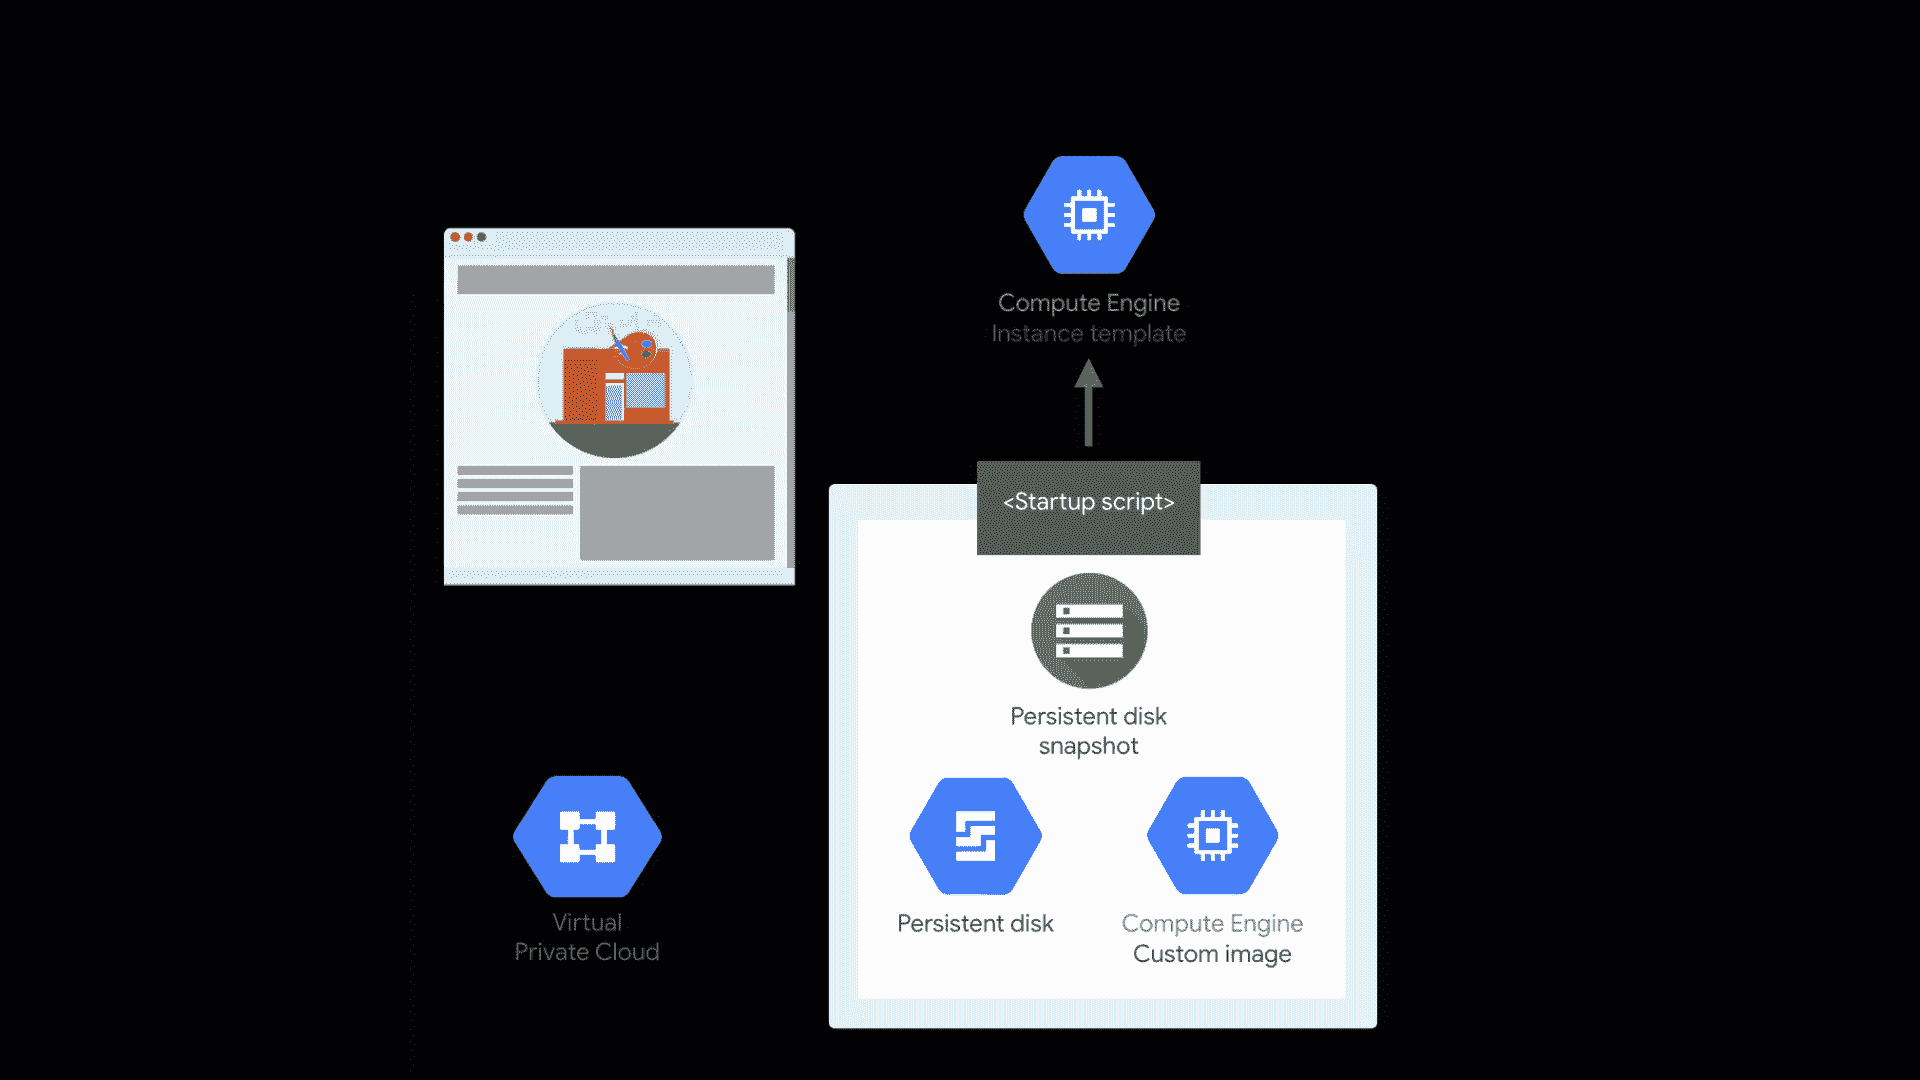 Compute Engine
Instance template
<Startup script>
Persistent disk
snapshot
Virtual
Private Cloud
Persistent disk
Compute Engine
Custom image